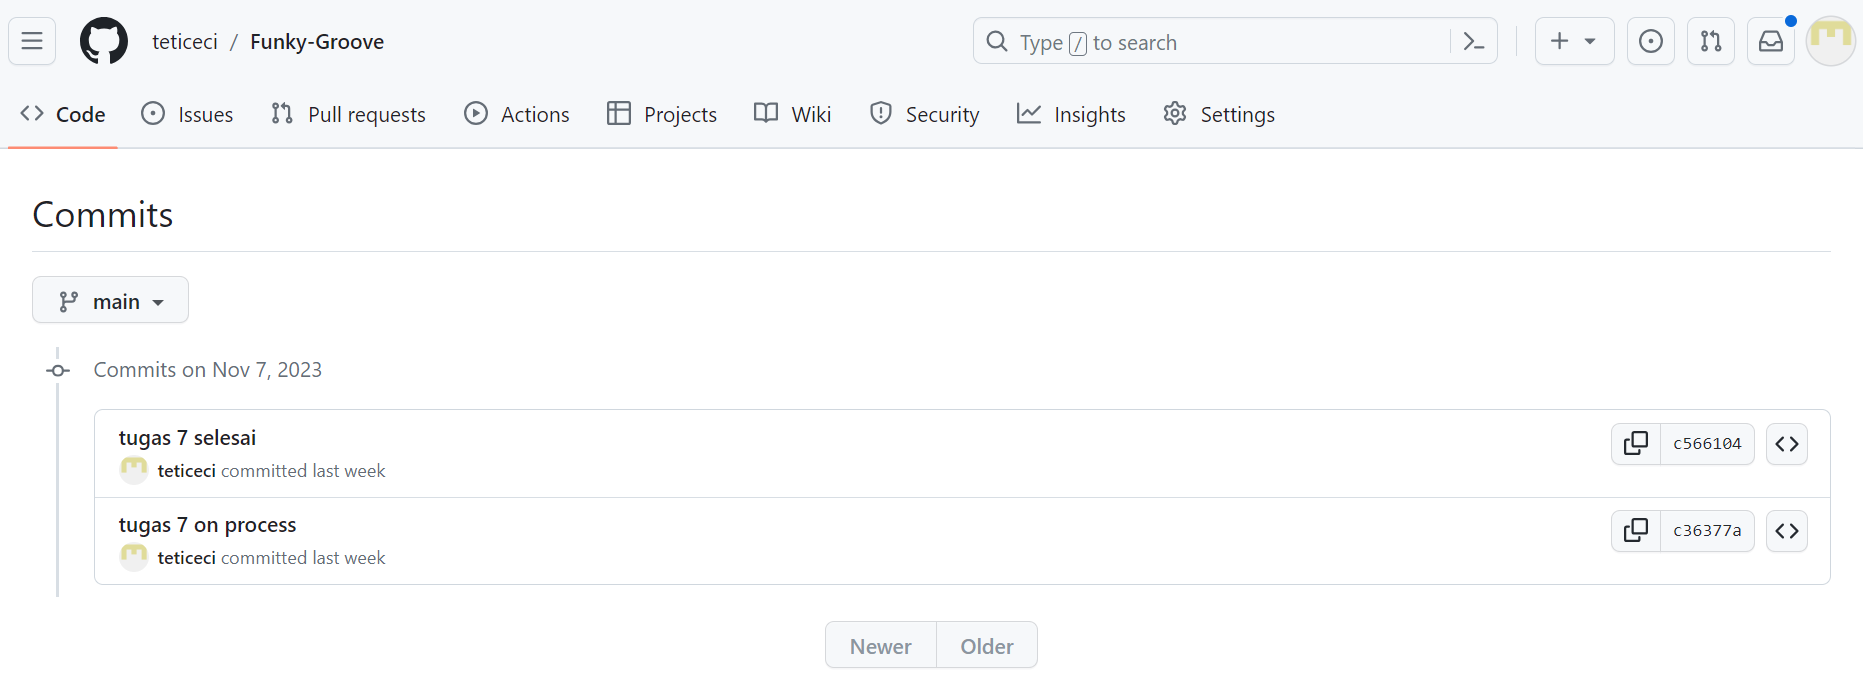 teticeci / Funky-Groove
Type / to search
Code Issues Pull requests Actions Projects Wiki Security Insights Settings
Commits
main
Commits on Nov 7, 2023
tugas 7 selesai
teticeci committed last week
c566104
tugas 7 on process
teticeci committed last week
c36377a
Newer Older